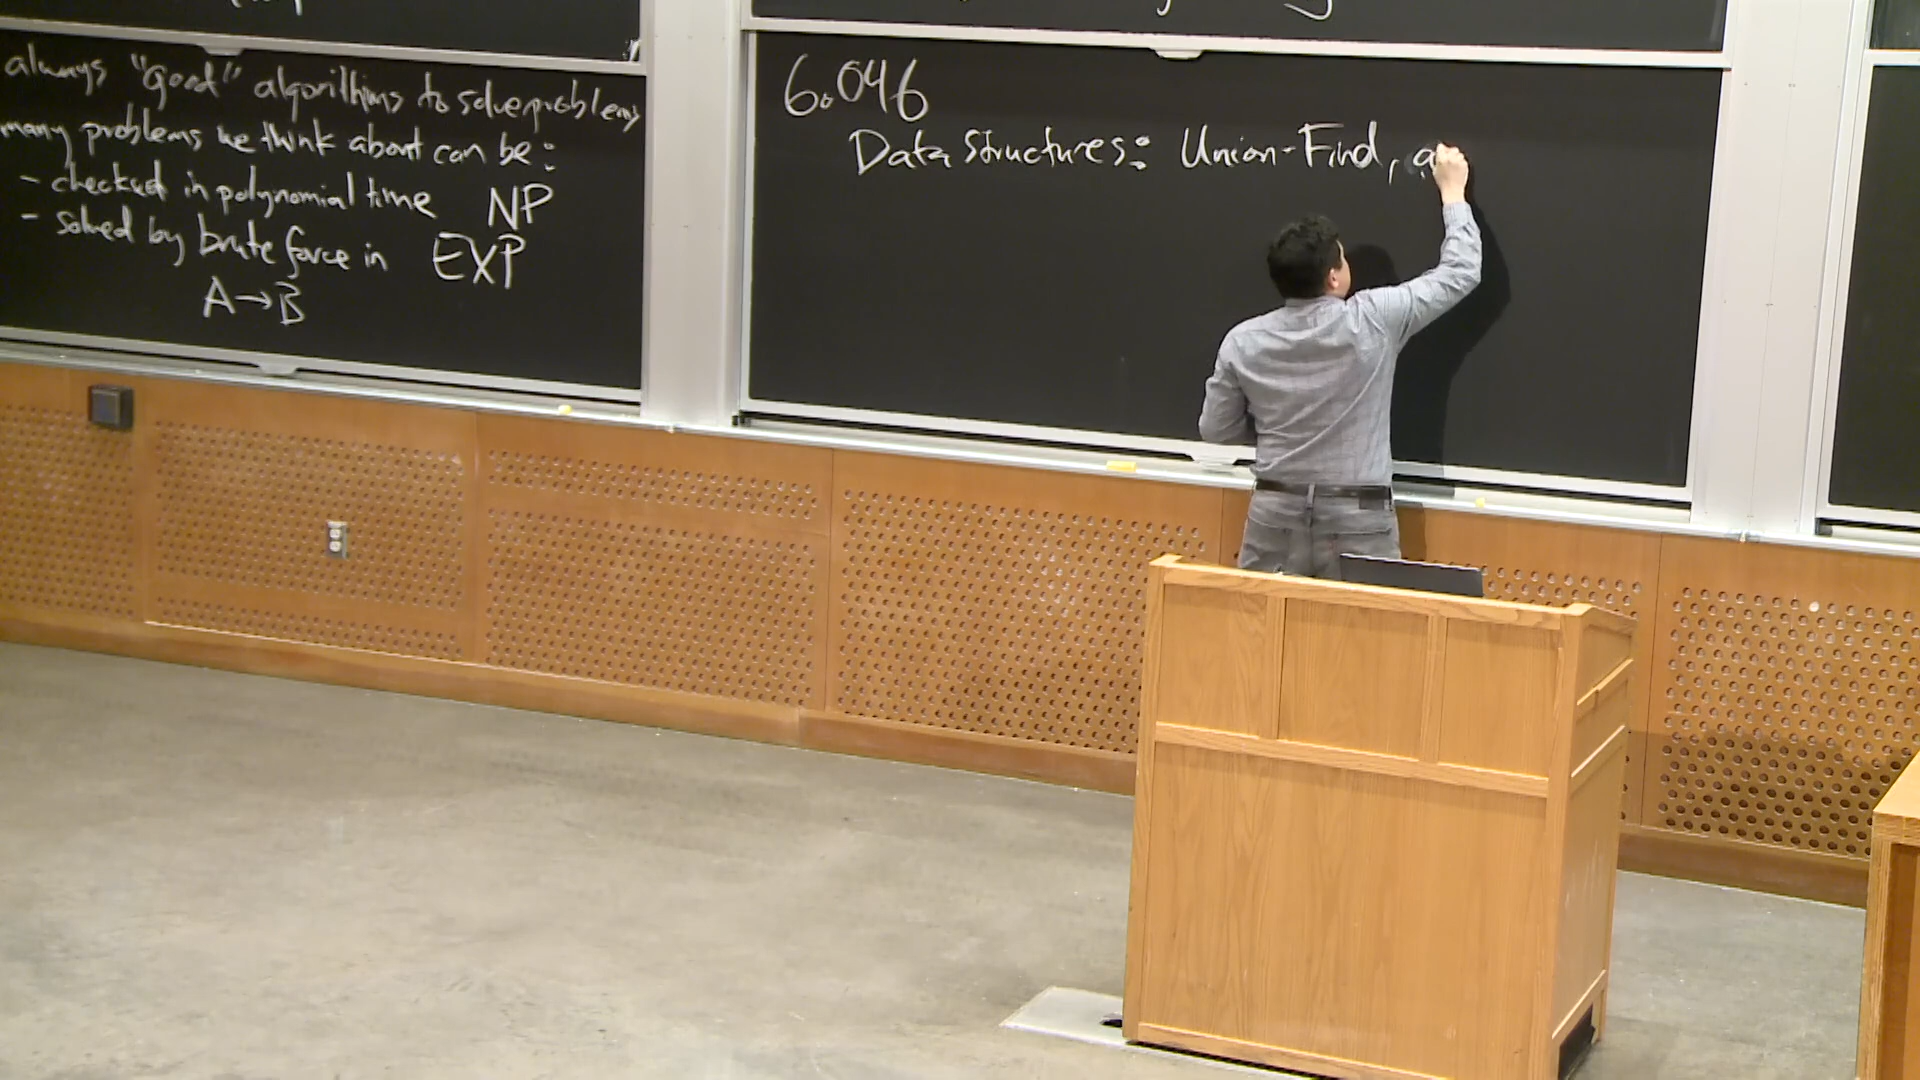 always "good" algorithms to solve problems
many problems we think about can be:
- checked in polynomial time NP
- solved by brute force in EXP
A→B
6.046
Data Structures: Union-Find,